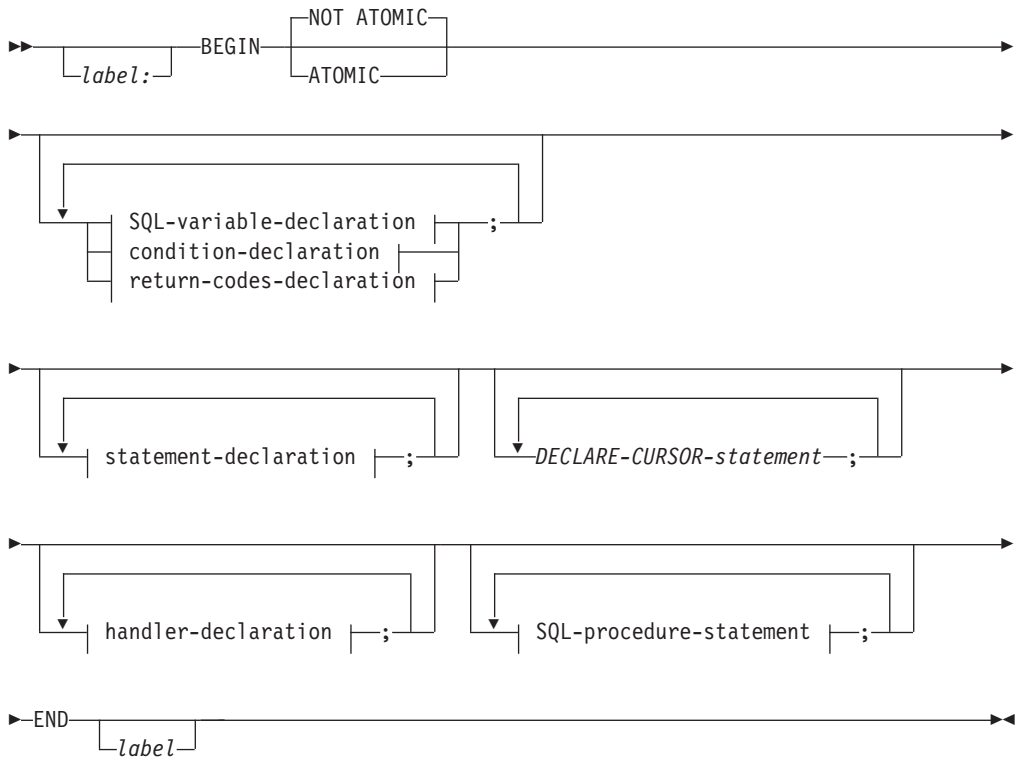 NOT ATOMIC
label: BEGIN
ATOMIC
SQL-variable-declaration ;
condition-declaration
return-codes-declaration
statement-declaration ; DECLARE-CURSOR-statement ;
handler-declaration ; SQL-procedure-statement ;
END
label